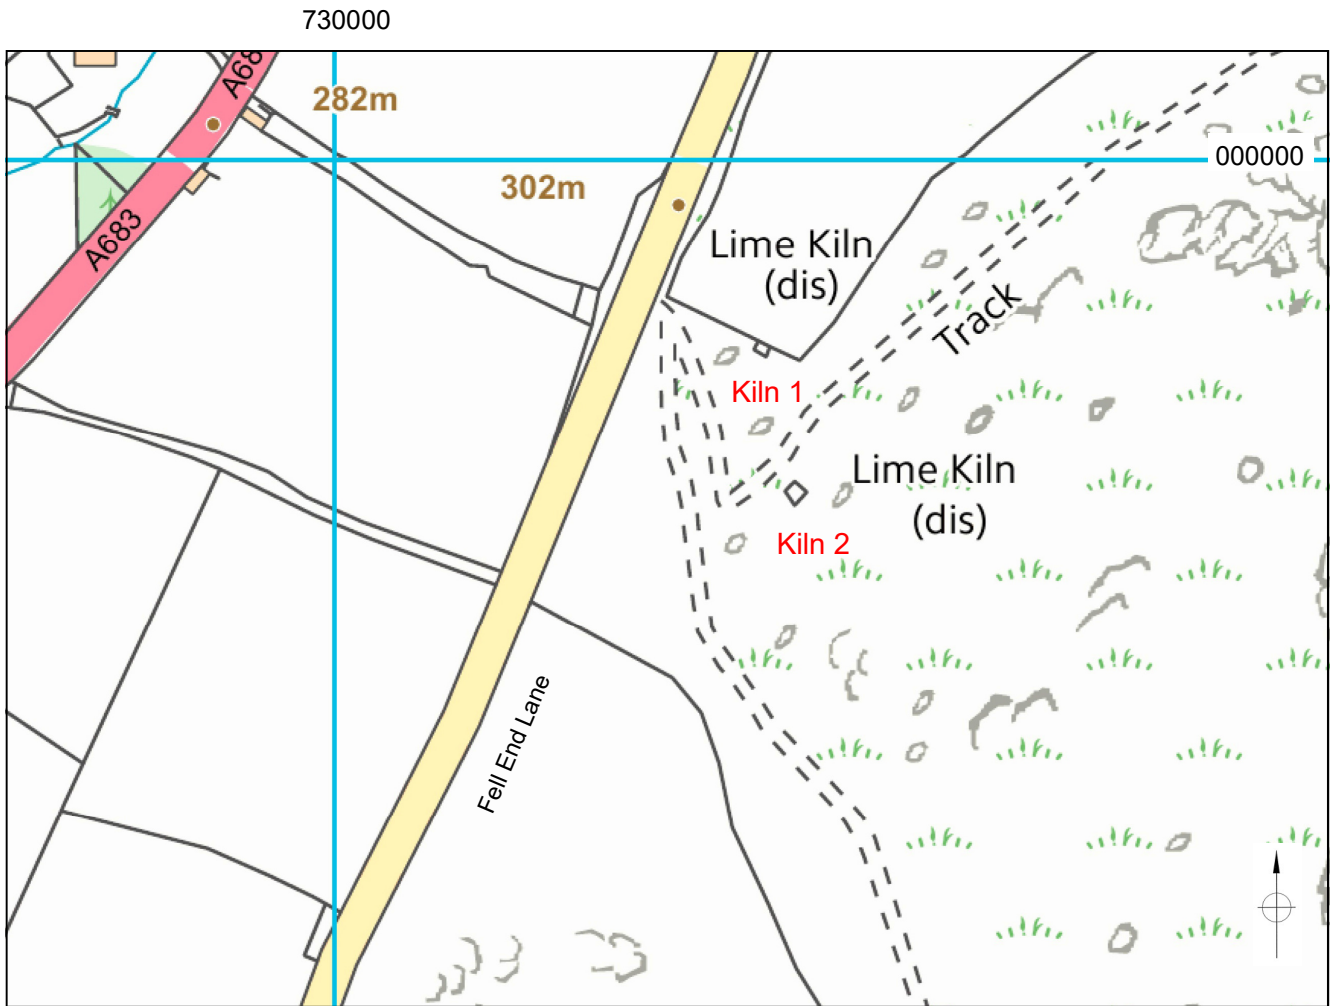 730000
A68
282m
000000
302m
A683
Lime Kiln
(dis)
Track
Kiln 1
Lime Kiln
(dis)
Kiln 2
Fell End Lane